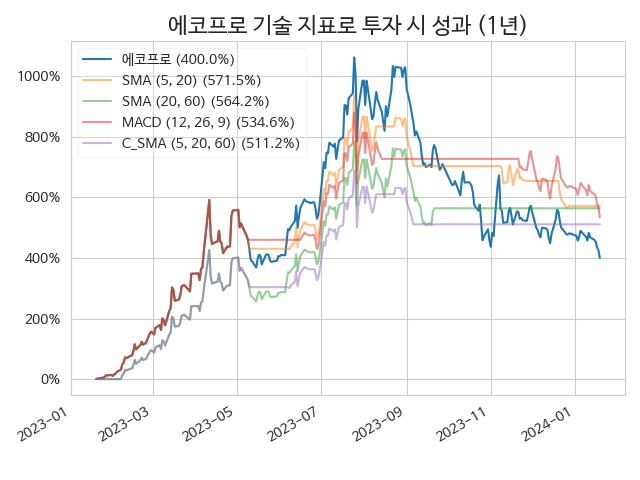 에코프로 기술 지표로 투자 시 성과 (1년)
에코프로 (400.0%)
SMA (5, 20) (571.5%)
SMA (20, 60) (564.2%)
MACD (12, 26, 9) (534.6%)
C_SMA (5, 20, 60) (511.2%)
1000%
800%
600%
400%
200%
0%
2023-01
2023-03
2023-05
2023-07
2023-09
2023-11
2024-01